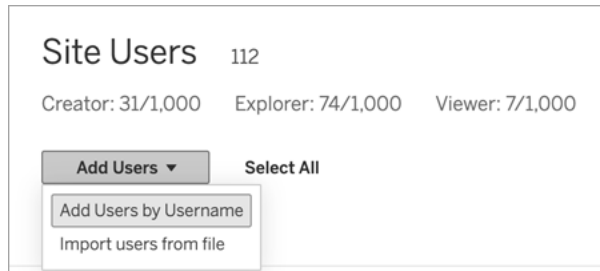 Site Users 112
Creator: 31/1,000 Explorer: 74/1,000 Viewer: 7/1,000
Add Users ▼ Select All
Add Users by Username
Import users from file